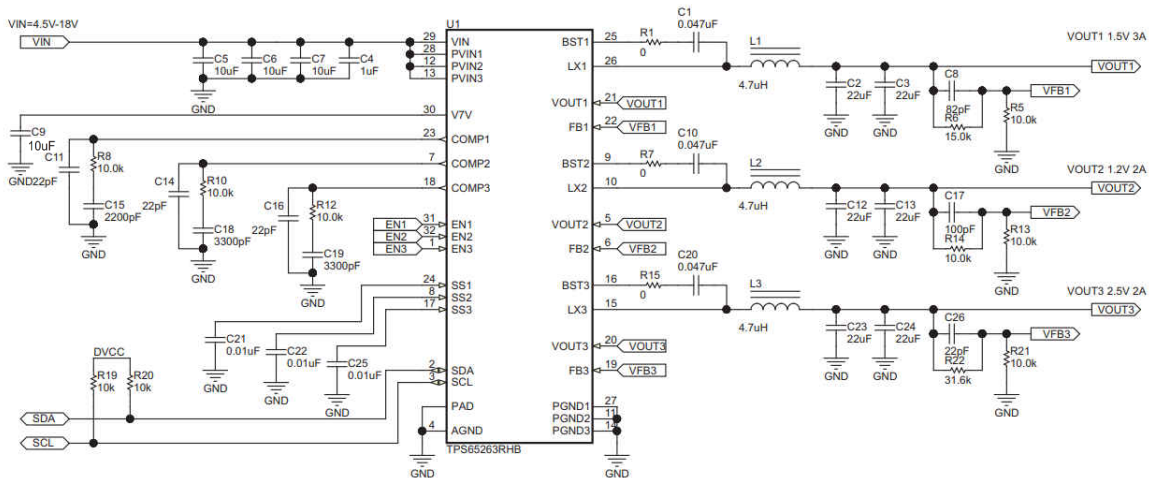 VIN=4.5V-18V
VIN
C5
10uF
C6
10uF
C7
10uF
C4
1uF
GND
C9
10uF
GND
C11
22pF
R8
10.0k
C15
2200pF
GND
C14
22pF
R10
10.0k
C18
3300pF
GND
C16
22pF
R12
10.0k
C19
3300pF
GND
EN1
EN2
EN3
C21
0.01uF
GND
C22
0.01uF
GND
C25
0.01uF
GND
DVCC
R19
10k
R20
10k
SDA
SCL
GND
U1
29 VIN
28 PVIN1
12 PVIN2
13 PVIN3
30 V7V
23 COMP1
7 COMP2
18 COMP3
31 EN1
32 EN2
1 EN3
24 SS1
8 SS2
17 SS3
2 SDA
3 SCL
PAD
4 AGND
TPS65263RHB
BST1 25
LX1 26
VOUT1 21 VOUT1
FB1 22 VFB1
BST2 9
LX2 10
VOUT2 5 VOUT2
FB2 6 VFB2
BST3 16
LX3 15
VOUT3 20 VOUT3
FB3 19 VFB3
PGND1 27
PGND2 11
PGND3 14
GND
R1
0
C1
0.047uF
L1
4.7uH
C2
22uF
GND
C3
22uF
GND
C8
82pF
R6
15.0k
R5
10.0k
GND
VOUT1 1.5V 3A
VOUT1
VFB1
R7
0
C10
0.047uF
L2
4.7uH
C12
22uF
GND
C13
22uF
GND
C17
100pF
R14
10.0k
R13
10.0k
GND
VOUT2 1.2V 2A
VOUT2
VFB2
R15
0
C20
0.047uF
L3
4.7uH
C23
22uF
GND
C24
22uF
GND
C26
22pF
R22
31.6k
R21
10.0k
GND
VOUT3 2.5V 2A
VOUT3
VFB3